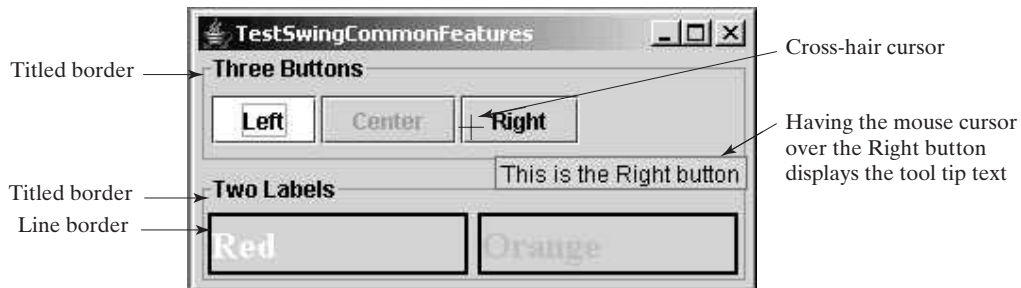 TestSwingCommonFeatures
Titled border
Three Buttons
Cross-hair cursor
Left
Center
Right
Having the mouse cursor
over the Right button
displays the tool tip text
This is the Right button
Titled border
Two Labels
Line border
Red
Orange